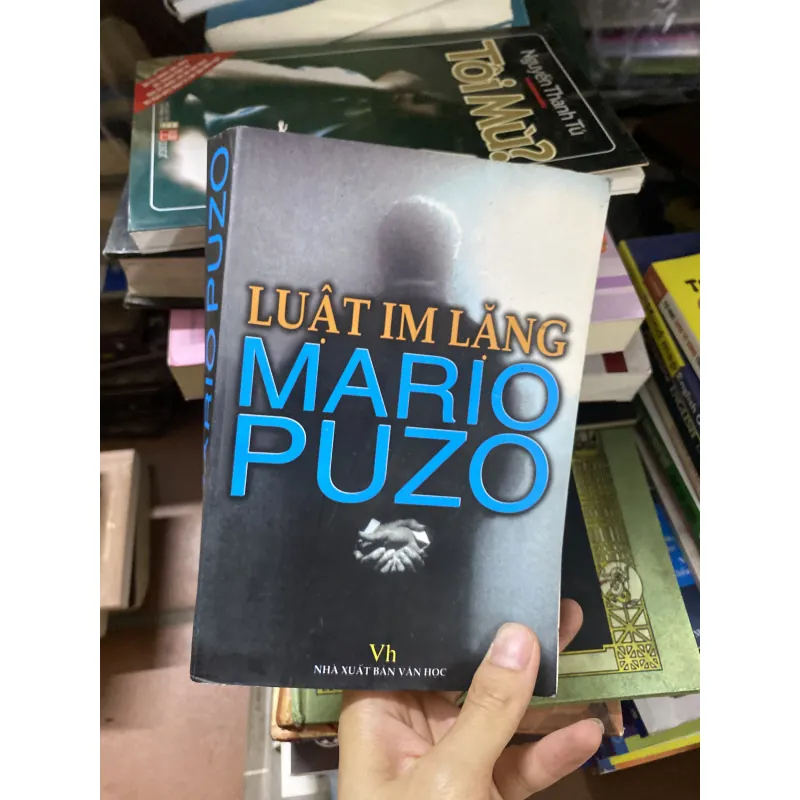 LUẬT IM LẶNG
MARIO
PUZO
Vh
NHÀ XUẤT BẢN VĂN HỌC
MARIO PUZO
Nguyễn Thanh Tú
TÔI MÙ?